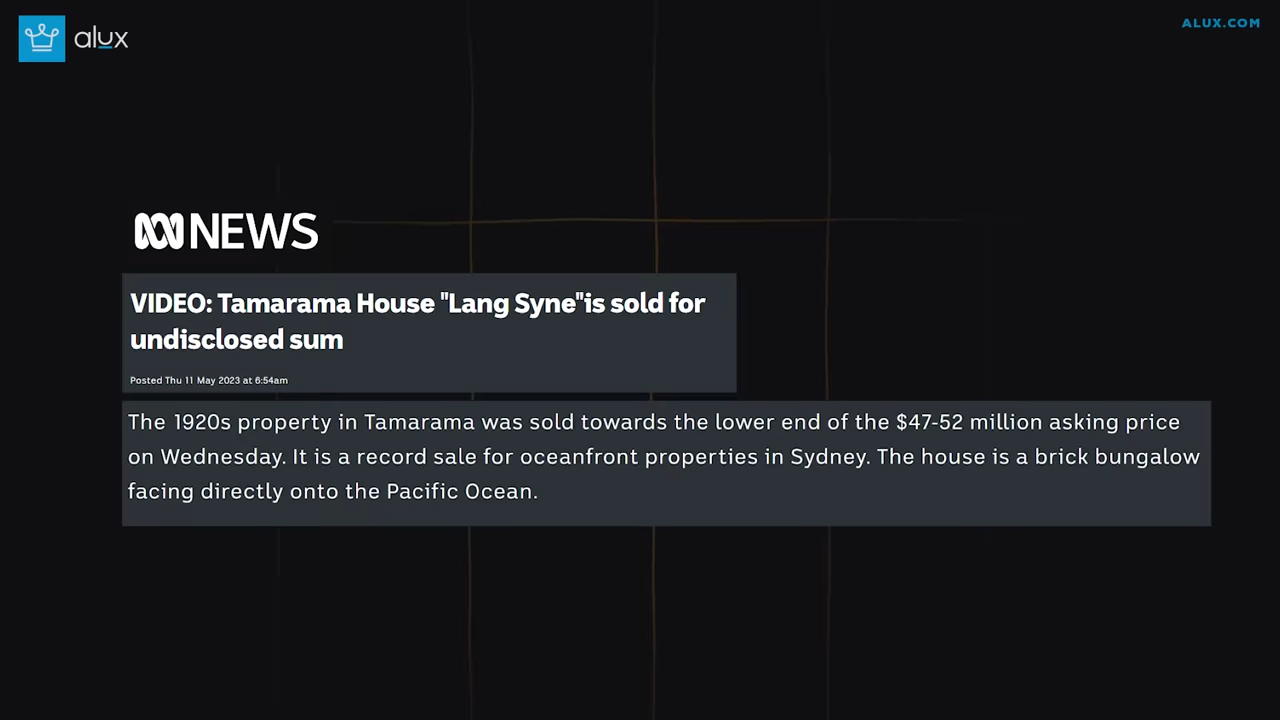 alux
ALUX.COM
NEWS
VIDEO: Tamarama House "Lang Syne"is sold for
undisclosed sum
Posted Thu 11 May 2023 at 6:54am
The 1920s property in Tamarama was sold towards the lower end of the $47-52 million asking price
on Wednesday. It is a record sale for oceanfront properties in Sydney. The house is a brick bungalow
facing directly onto the Pacific Ocean.